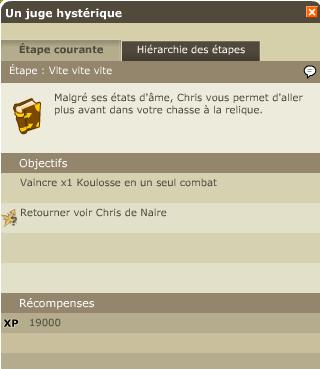 Un juge hystérique
Étape courante
Hiérarchie des étapes
Étape : Vite vite vite
Malgré ses états d'âme, Chris vous permet d'aller
plus avant dans votre chasse à la relique.
Objectifs
Vaincre x1 Koulosse en un seul combat
Retourner voir Chris de Naire
Récompenses
XP 19000